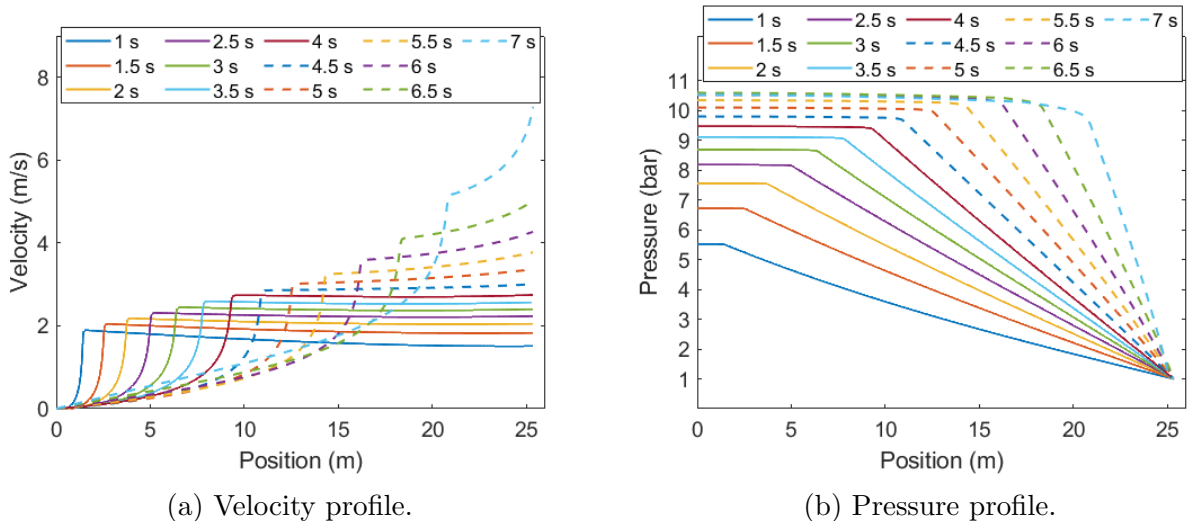 1 s 2.5 s 4 s 5.5 s 7 s
1.5 s 3 s 4.5 s 6 s
2 s 3.5 s 5 s 6.5 s
8
6
4
2
0
Velocity (m/s)
0 5 10 15 20 25
Position (m)
(a) Velocity profile.
1 s 2.5 s 4 s 5.5 s 7 s
1.5 s 3 s 4.5 s 6 s
2 s 3.5 s 5 s 6.5 s
11
10
9
8
7
6
5
4
3
2
1
Pressure (bar)
0 5 10 15 20 25
Position (m)
(b) Pressure profile.